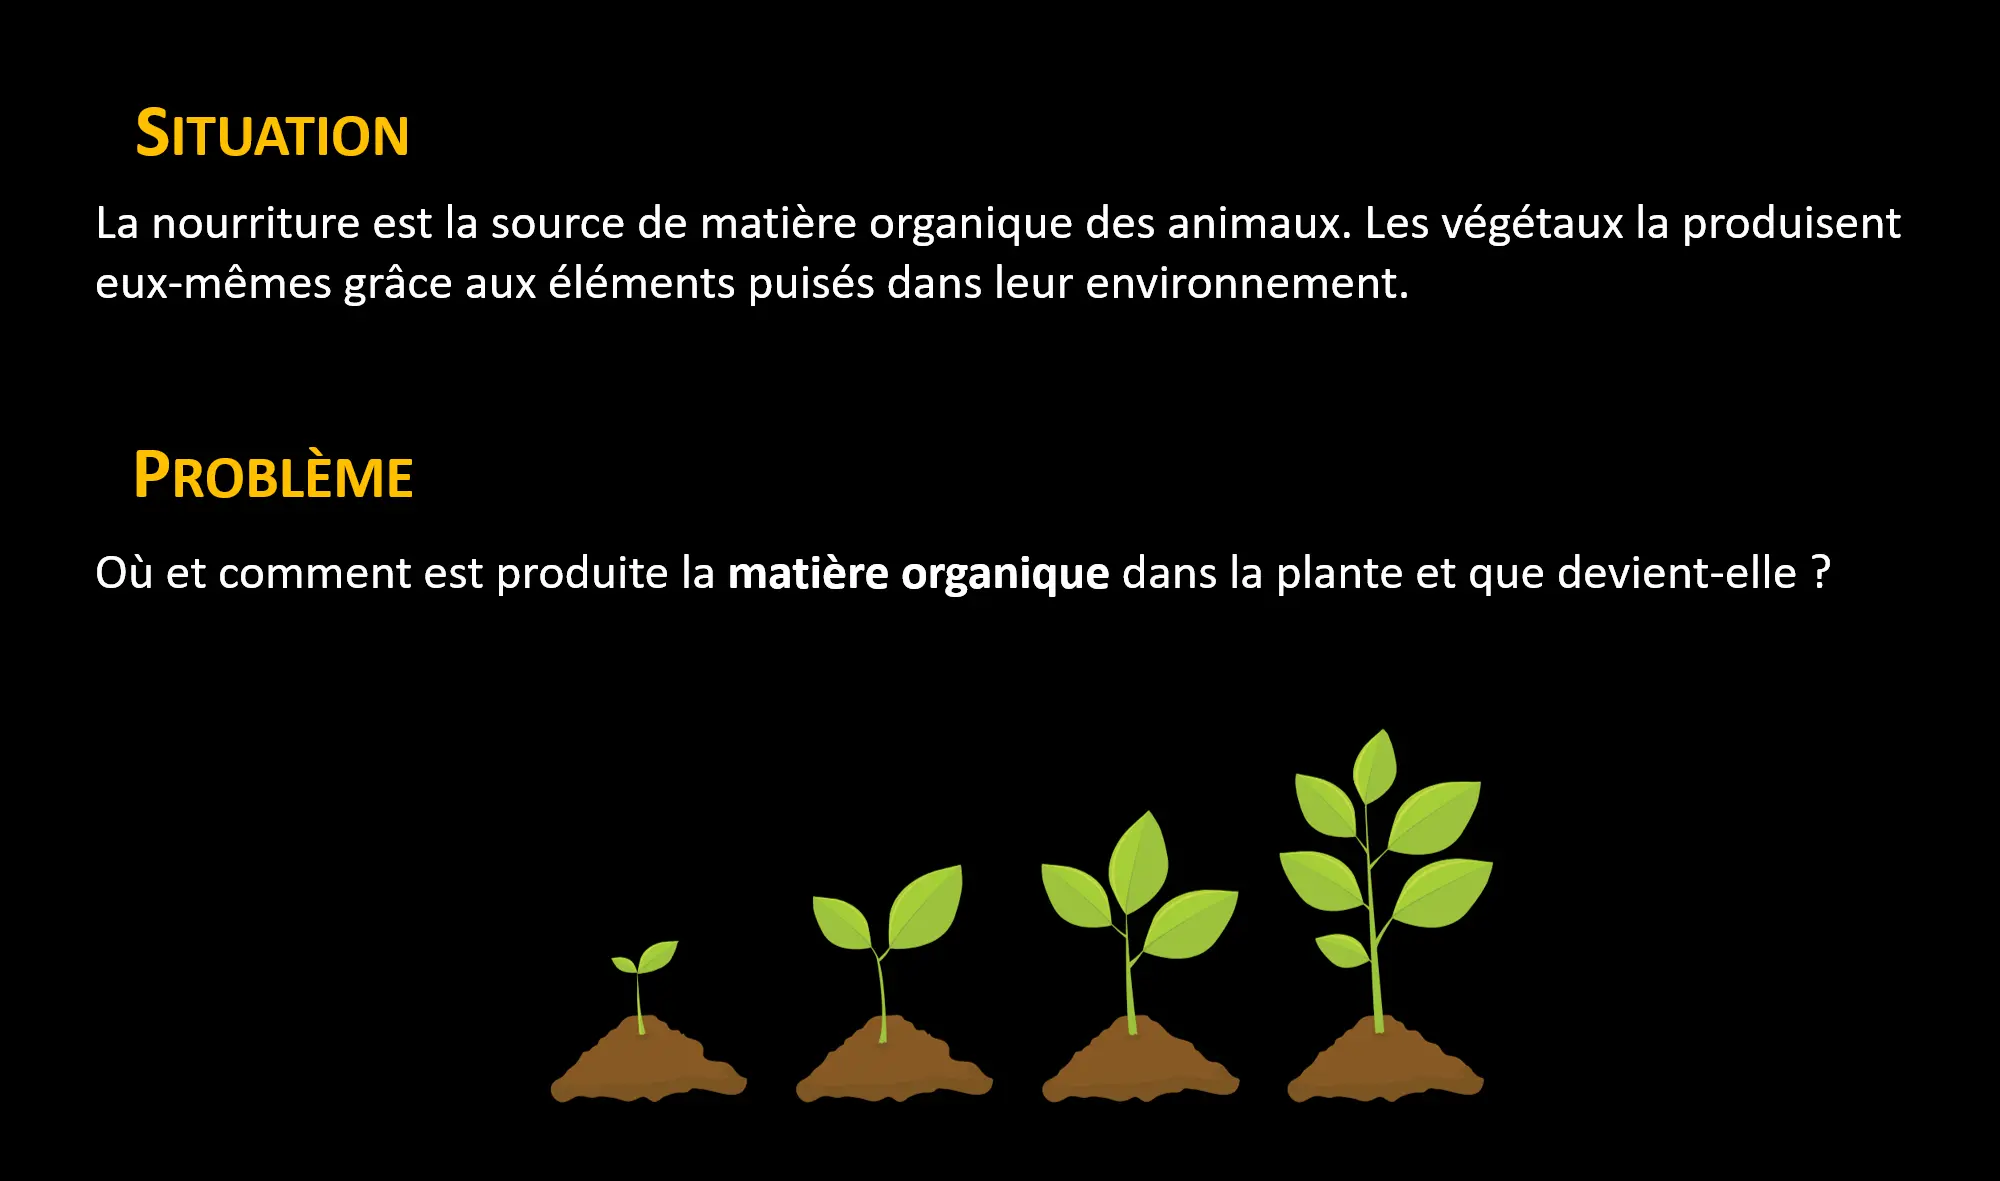 SITUATION
La nourriture est la source de matière organique des animaux. Les végétaux la produisent
eux-mêmes grâce aux éléments puisés dans leur environnement.
PROBLÈME
Où et comment est produite la matière organique dans la plante et que devient-elle ?